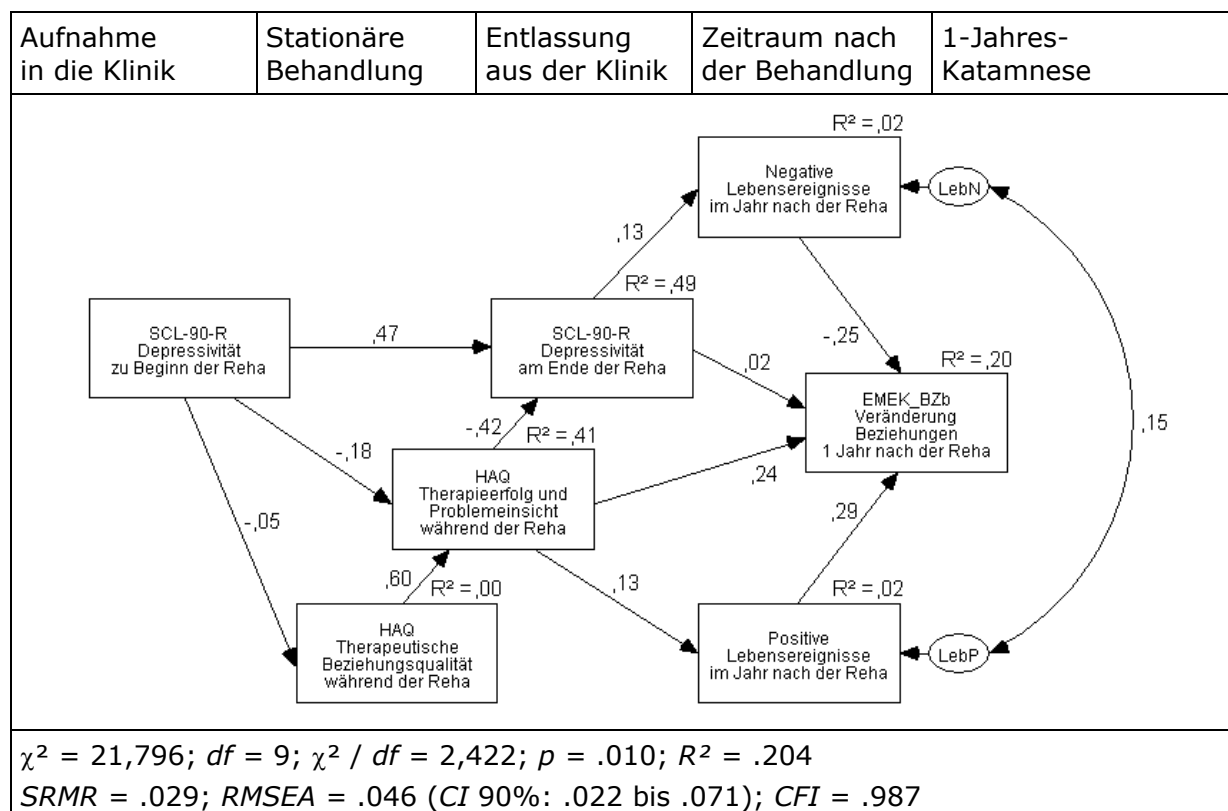 Aufnahme
in die Klinik
Stationäre
Behandlung
Entlassung
aus der Klinik
Zeitraum nach
der Behandlung
1-Jahres-
Katamnese
R² = ,02
Negative
Lebensereignisse
im Jahr nach der Reha
LebN
,13
R² = ,49
SCL-90-R
Depressivität
zu Beginn der Reha
,47
SCL-90-R
Depressivität
am Ende der Reha
-,25
,02
R² = ,20
EMEK_BZb
Veränderung
Beziehungen
1 Jahr nach der Reha
,15
-,18
-,42
R² = ,41
HAQ
Therapieerfolg und
Problemeinsicht
während der Reha
,24
,29
-,05
,60
R² = ,00
,13
R² = ,02
HAQ
Therapeutische
Beziehungsqualität
während der Reha
Positive
Lebensereignisse
im Jahr nach der Reha
LebP
χ² = 21,796; df = 9; χ² / df = 2,422; p = .010; R² = .204
SRMR = .029; RMSEA = .046 (CI 90%: .022 bis .071); CFI = .987